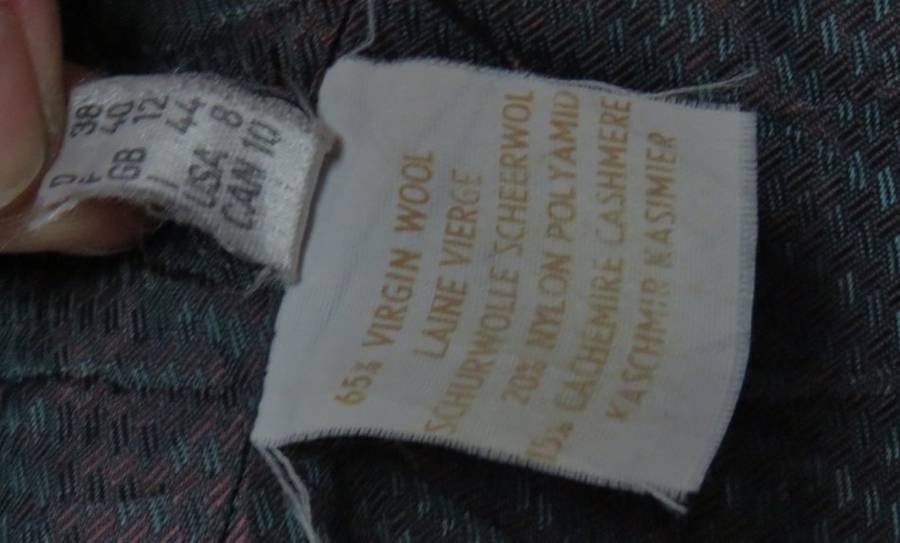 D 38
F 40
GB 12
I 44
USA 8
CAN 10
65% VIRGIN WOOL
LAINE VIERGE
SCHURWOLLE SCHEERWOL
20% NYLON POLYAMID
15% CACHEMIRE CASHMERE
KASCHMIR KASIMIER